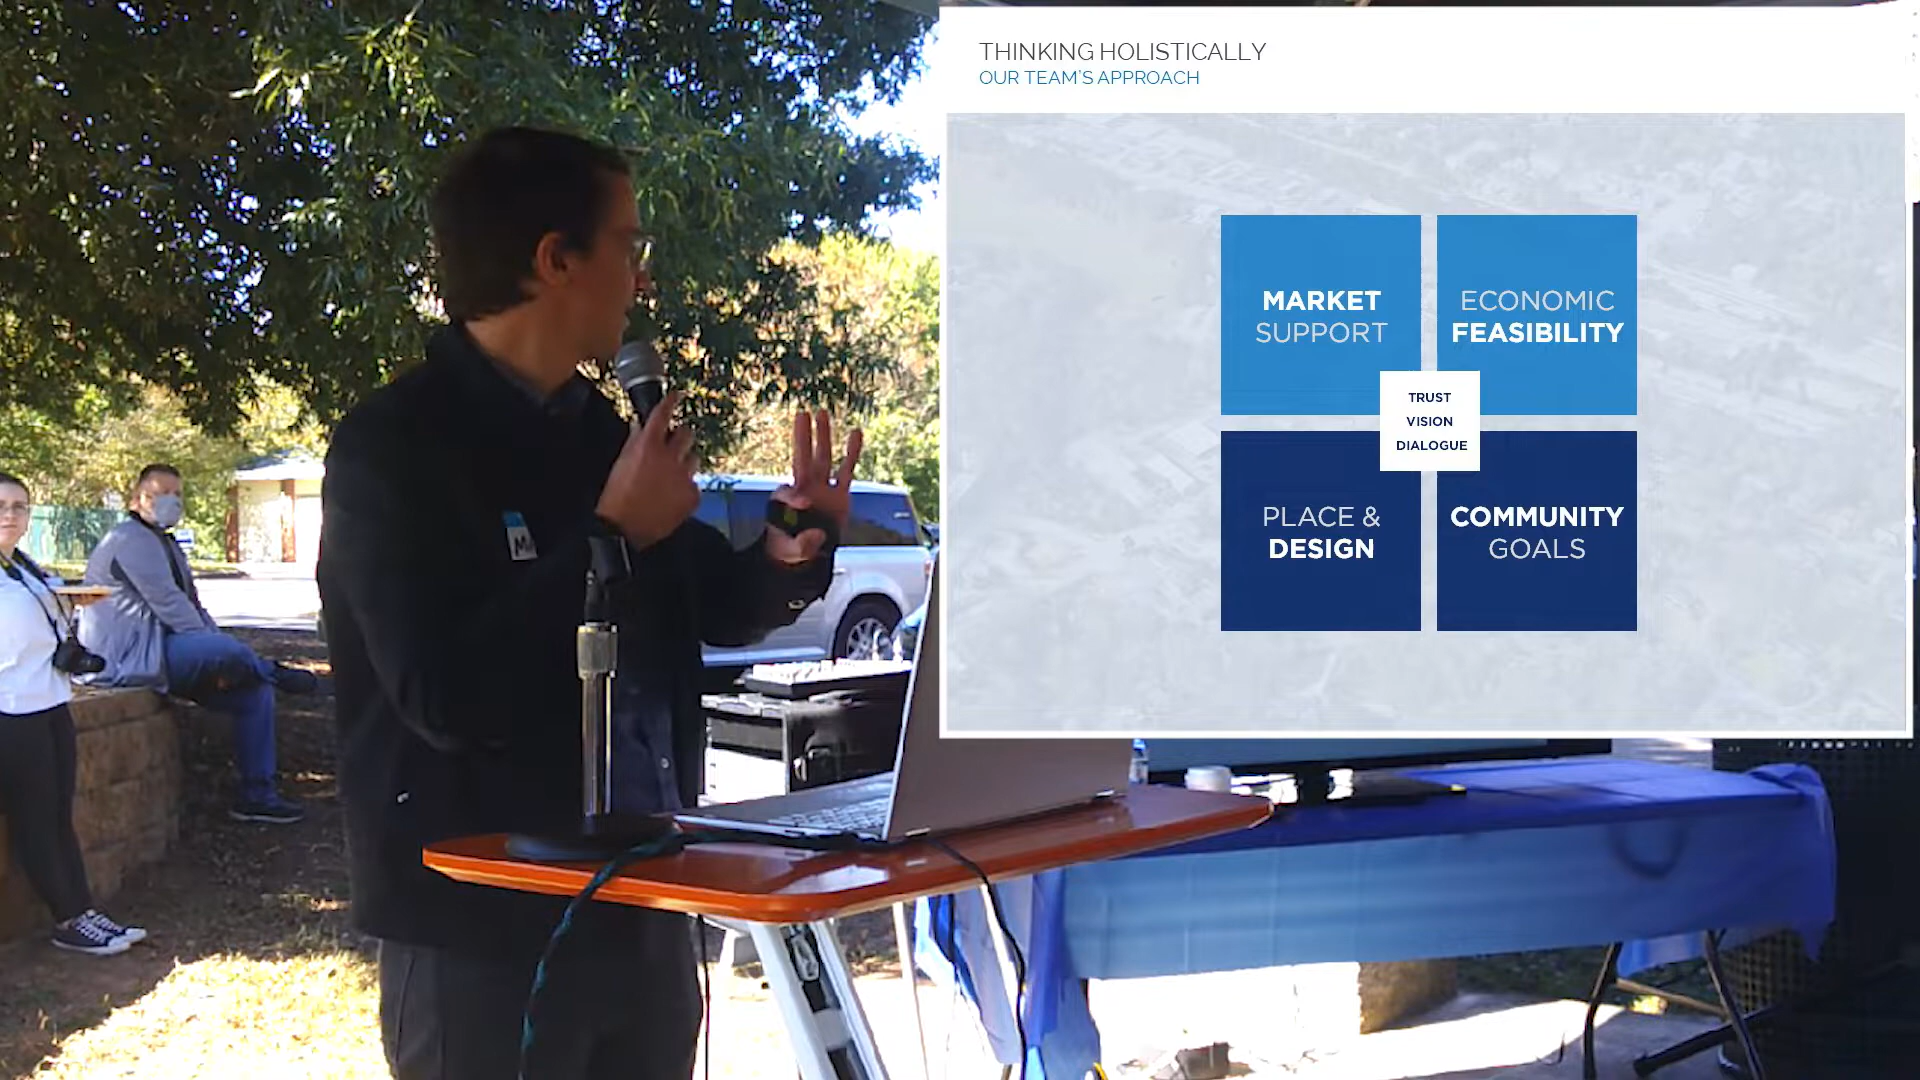 THINKING HOLISTICALLY
OUR TEAM'S APPROACH
MARKET
SUPPORT
ECONOMIC
FEASIBILITY
TRUST
VISION
DIALOGUE
PLACE &
DESIGN
COMMUNITY
GOALS